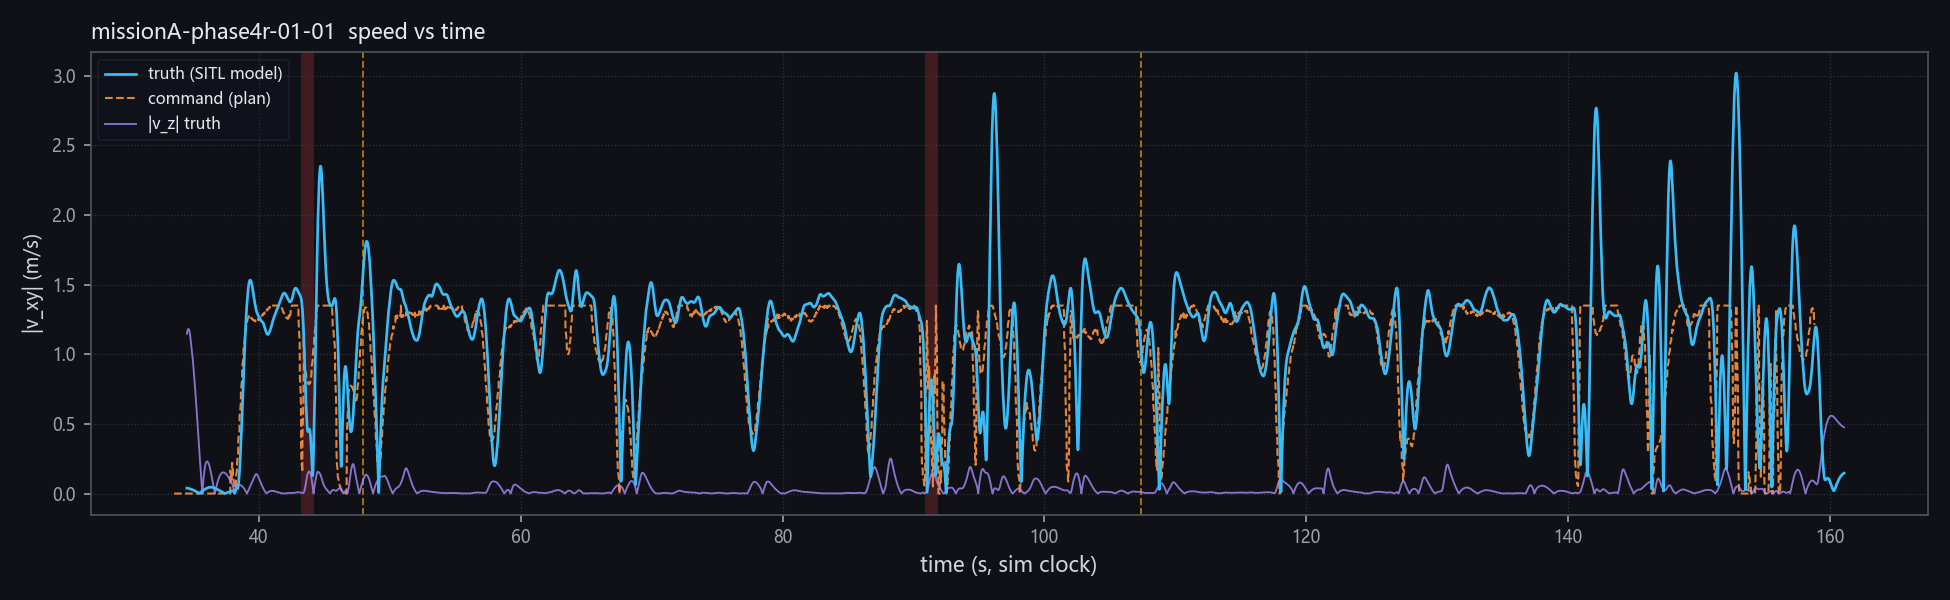 missionA-phase4r-01-01  speed vs time
truth (SITL model)
command (plan)
|v_z| truth
3.0
2.5
2.0
1.5
1.0
0.5
0.0
|v_xy| (m/s)
40
60
80
100
120
140
160
time (s, sim clock)